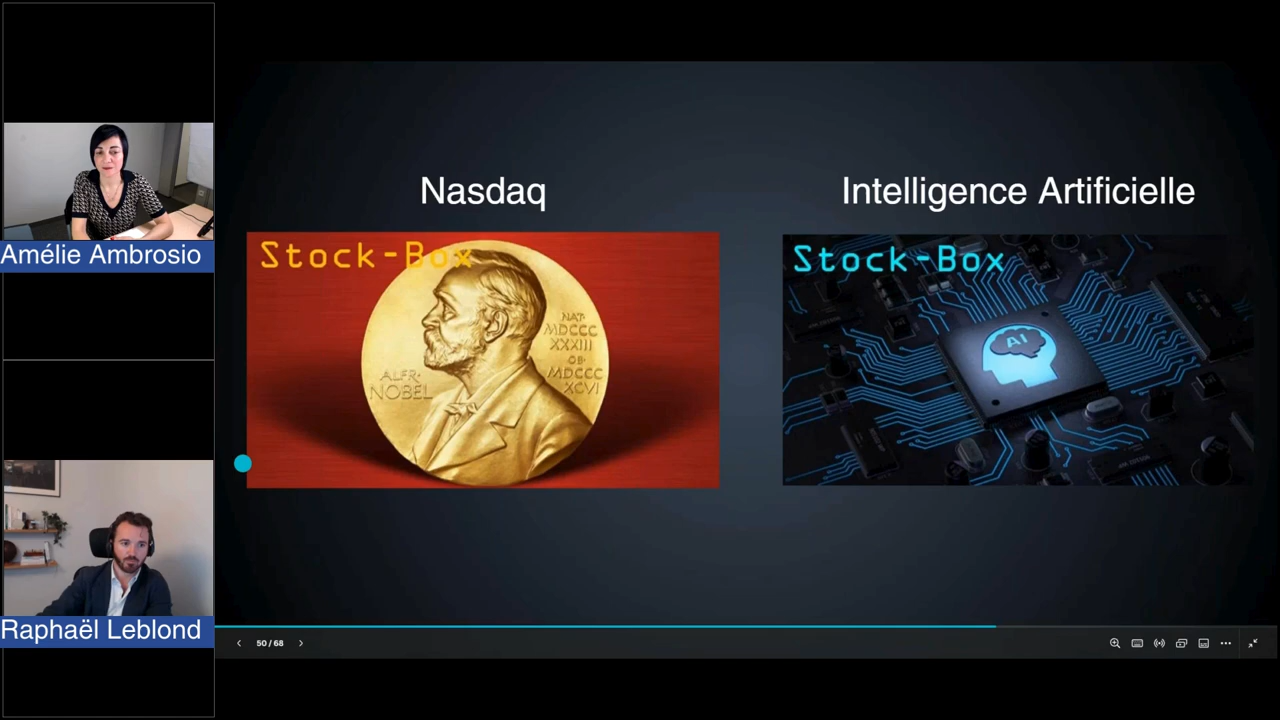 Amélie Ambrosio
Raphaël Leblond
Nasdaq
Stock-Box
ALFR·
NOBEL
NAT·
MDCCC
XXXIII
OB·
MDCCC
XCVI
Intelligence Artificielle
Stock-Box
AI
50 / 68